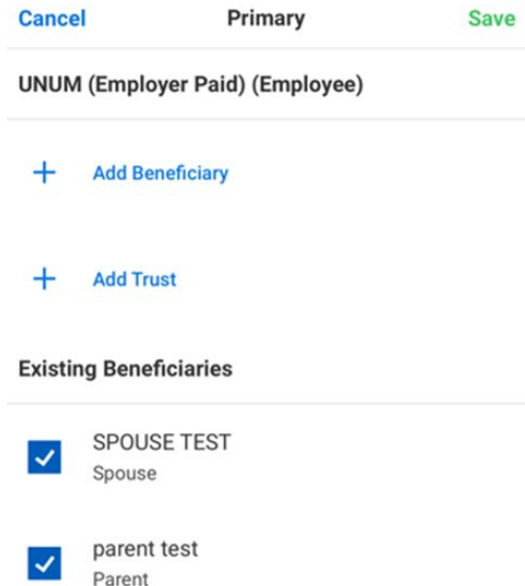 Cancel Primary Save
UNUM (Employer Paid) (Employee)
Add Beneficiary
Add Trust
Existing Beneficiaries
SPOUSE TEST
Spouse
parent test
Parent